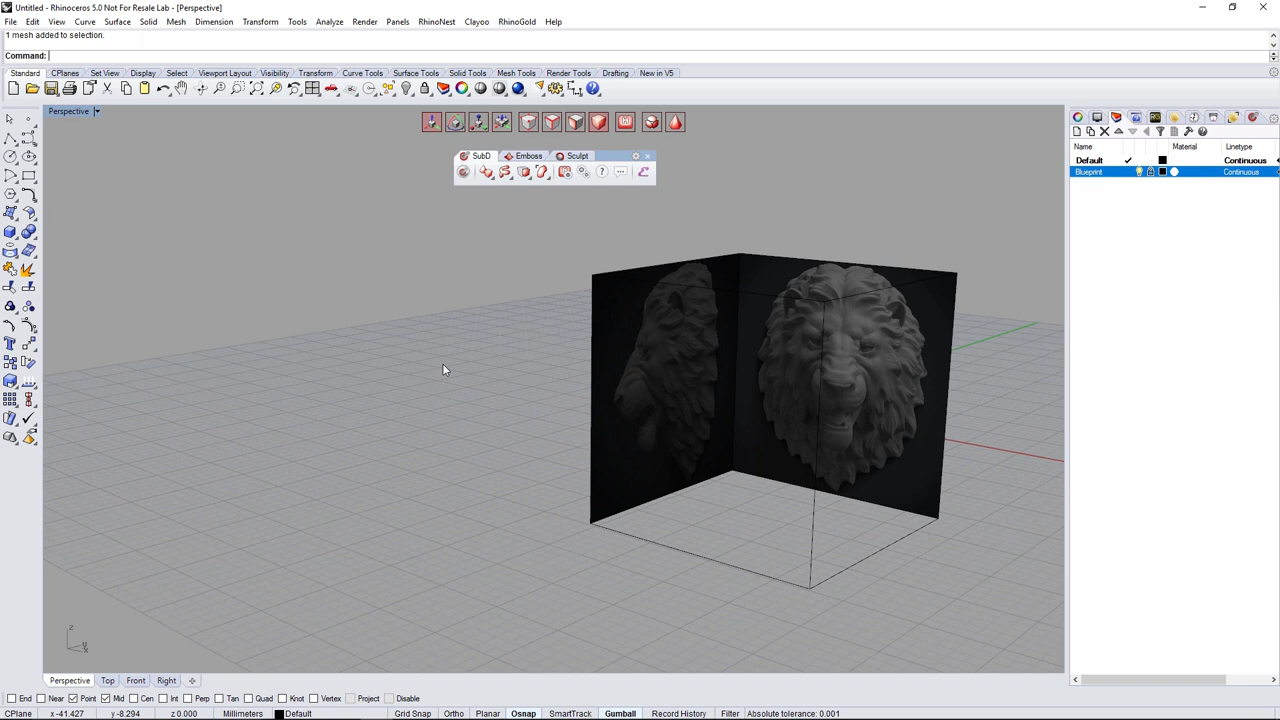 Untitled - Rhinoceros 5.0 Not For Resale Lab - [Perspective]
File Edit View Curve Surface Solid Mesh Dimension Transform Tools Analyze Render Panels RhinoNest Clayoo RhinoGold Help
1 mesh added to selection.
Command:
Standard CPlanes Set View Display Select Viewport Layout Visibility Transform Curve Tools Surface Tools Solid Tools Mesh Tools Render Tools Drafting New in V5
Perspective
SubD Emboss Sculpt
Name Material Linetype
Default Continuous
Blueprint Continuous
z
y
x
Perspective Top Front Right
End Near Point Mid Cen Int Perp Tan Quad Knot Vertex Project Disable
CPlane x -41.427 y -8.294 z 0.000 Millimeters Default Grid Snap Ortho Planar Osnap SmartTrack Gumball Record History Filter Absolute tolerance: 0.001